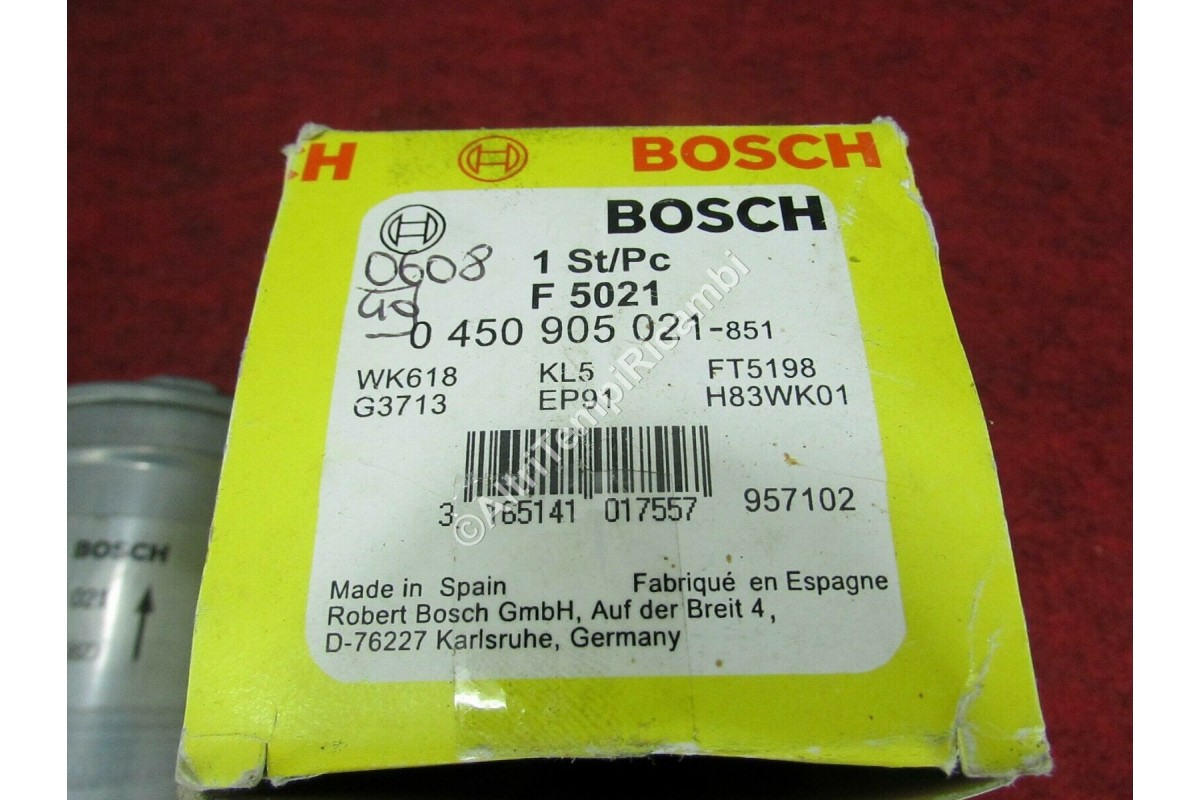 H BOSCH
BOSCH
0608 1 St/Pc
F 5021
0 450 905 021-851
WK618 KL5 FT5198
G3713 EP91 H83WK01
3 165141 017557 957102
Made in Spain Fabriqué en Espagne
Robert Bosch GmbH, Auf der Breit 4,
D-76227 Karlsruhe, Germany
©AltriTempiRicambi
BOSCH
021